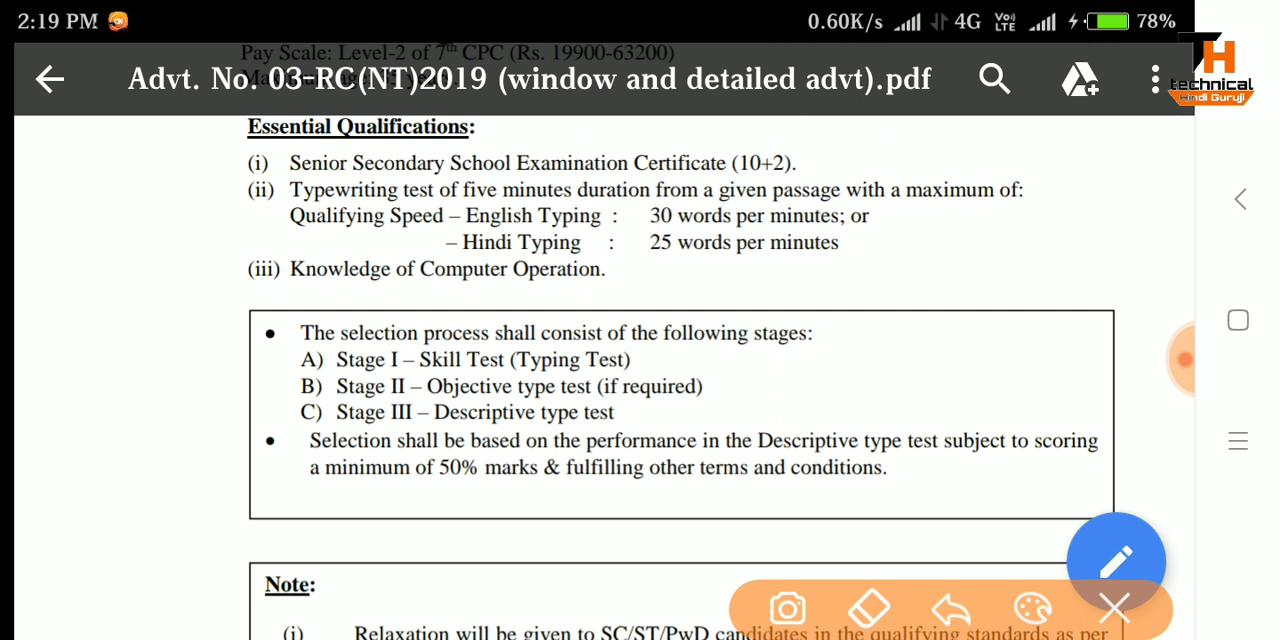 2:19 PM 0.60K/s 4G VoLTE 78%
Pay Scale: Level-2 of 7th CPC (Rs. 19900-63200)
Advt. No. 03-RC(NT)2019 (window and detailed advt).pdf
technical
Hindi Guruji
Essential Qualifications:
(i) Senior Secondary School Examination Certificate (10+2).
(ii) Typewriting test of five minutes duration from a given passage with a maximum of:
Qualifying Speed – English Typing : 30 words per minutes; or
– Hindi Typing : 25 words per minutes
(iii) Knowledge of Computer Operation.
• The selection process shall consist of the following stages:
A) Stage I – Skill Test (Typing Test)
B) Stage II – Objective type test (if required)
C) Stage III – Descriptive type test
• Selection shall be based on the performance in the Descriptive type test subject to scoring
a minimum of 50% marks & fulfilling other terms and conditions.
Note:
(i) Relaxation will be given to SC/ST/PwD candidates in the qualifying standards as per